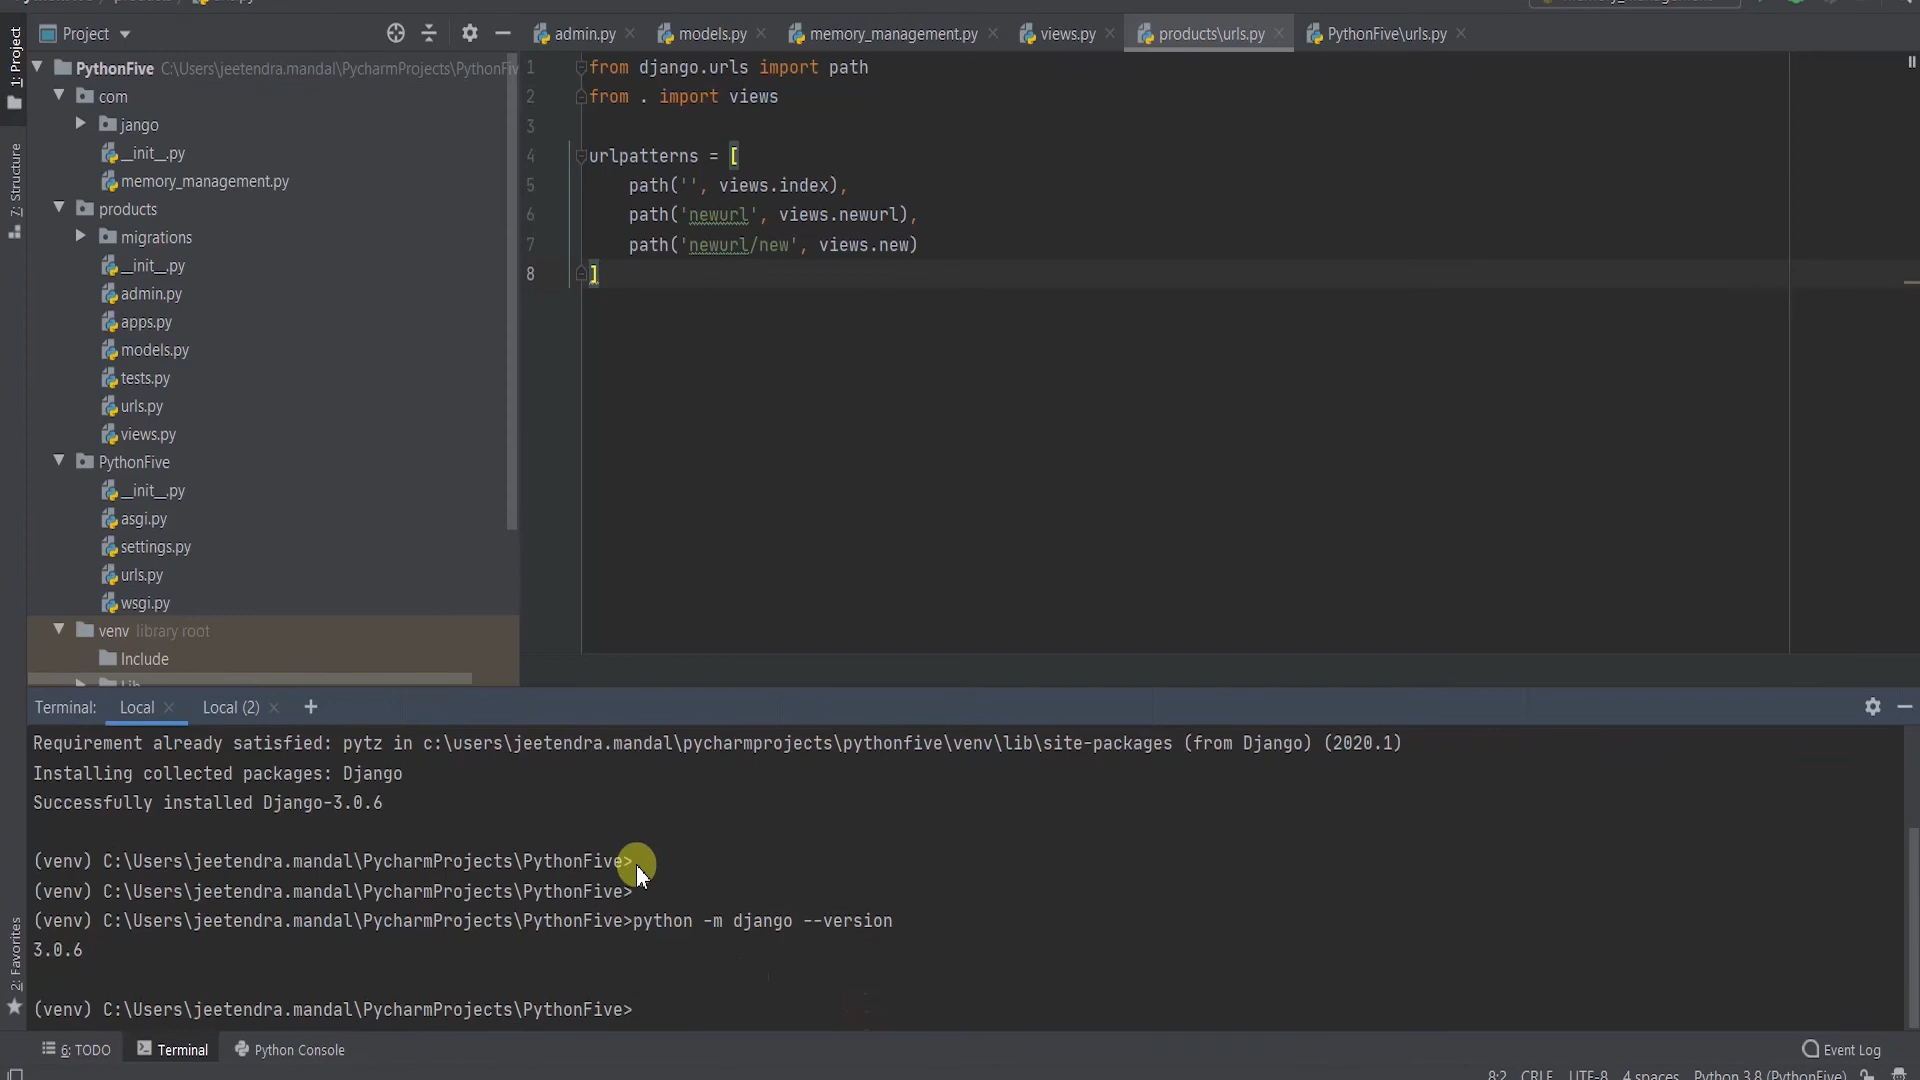 Project
admin.py
models.py
memory_management.py
views.py
products\urls.py
PythonFive\urls.py
1: Project
7: Structure
2: Favorites
PythonFive C:\Users\jeetendra.mandal\PycharmProjects\PythonFiv
com
jango
__init__.py
memory_management.py
products
migrations
__init__.py
admin.py
apps.py
models.py
tests.py
urls.py
views.py
PythonFive
__init__.py
asgi.py
settings.py
urls.py
wsgi.py
venv library root
Include
1 from django.urls import path
2 from . import views
3
4 urlpatterns = [
5 path('', views.index),
6 path('newurl', views.newurl),
7 path('newurl/new', views.new)
8 ]
Terminal: Local Local (2) +
Requirement already satisfied: pytz in c:\users\jeetendra.mandal\pycharmprojects\pythonfive\venv\lib\site-packages (from Django) (2020.1)
Installing collected packages: Django
Successfully installed Django-3.0.6
(venv) C:\Users\jeetendra.mandal\PycharmProjects\PythonFive>
(venv) C:\Users\jeetendra.mandal\PycharmProjects\PythonFive>
(venv) C:\Users\jeetendra.mandal\PycharmProjects\PythonFive>python -m django --version
3.0.6
(venv) C:\Users\jeetendra.mandal\PycharmProjects\PythonFive>
6: TODO Terminal Python Console Event Log
8:2 CRLF UTF-8 4 spaces Python 3.8 (PythonFive)